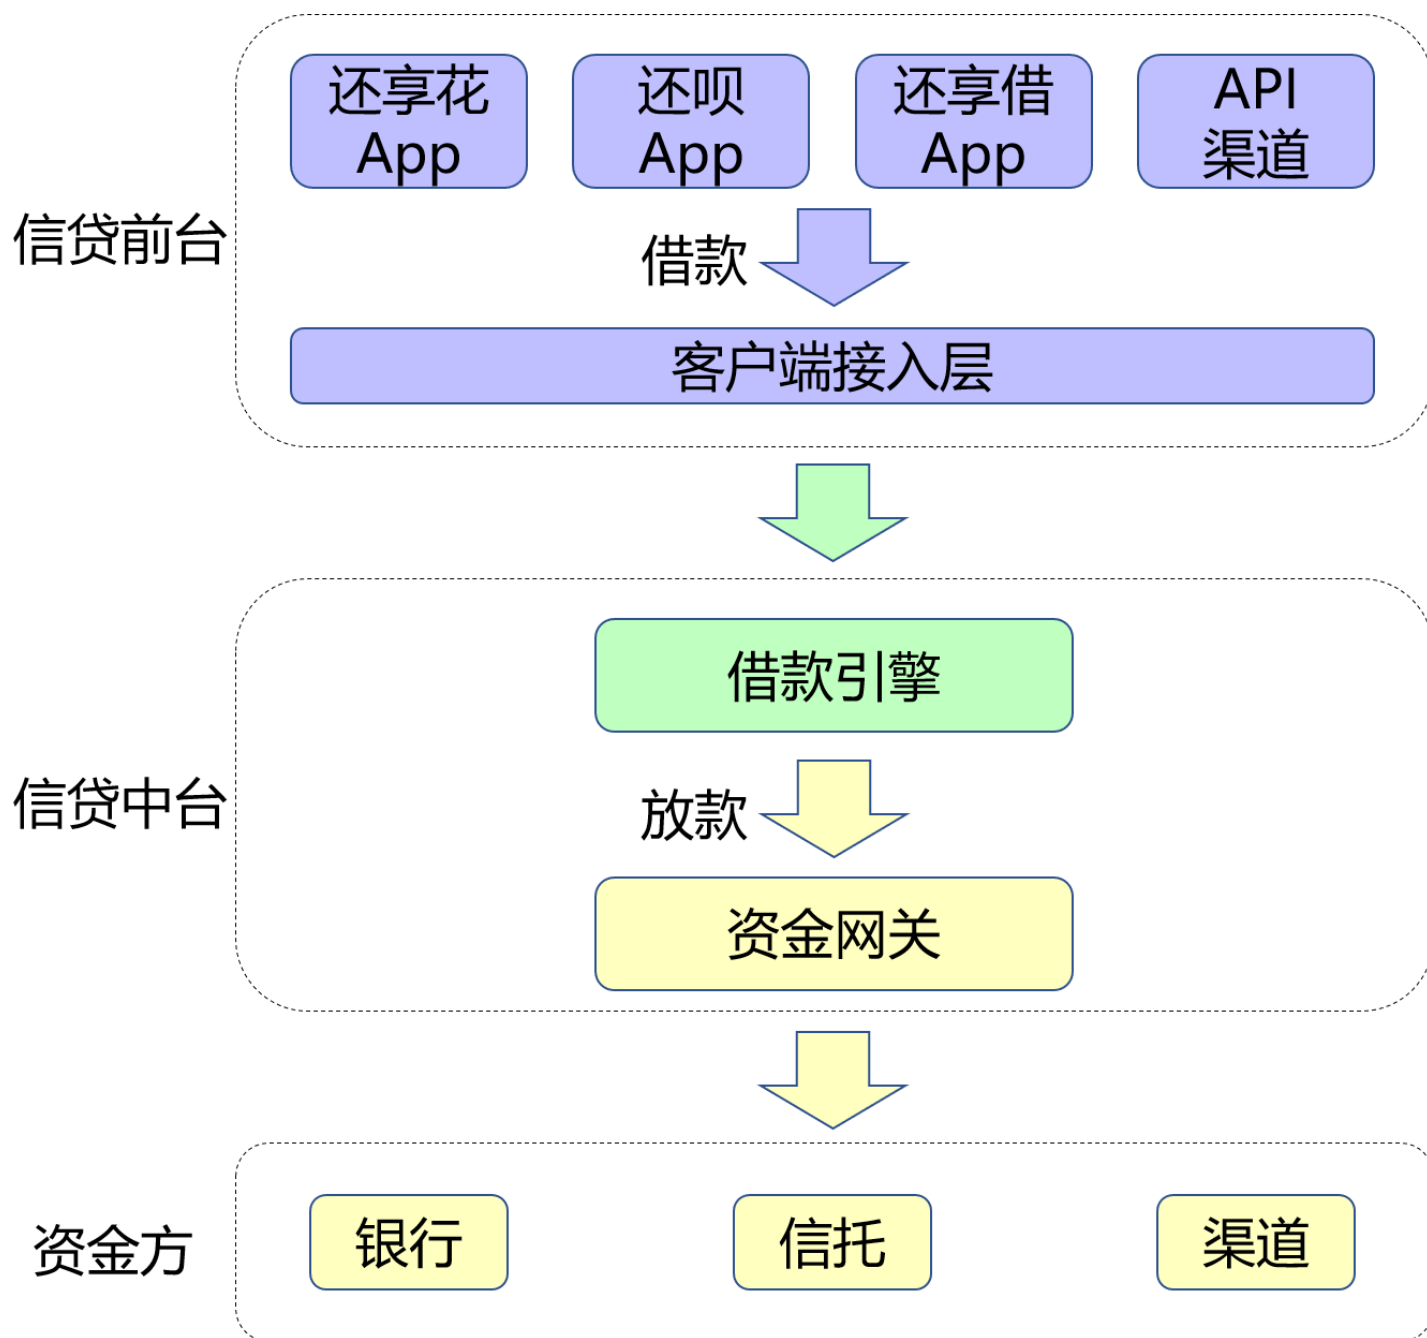 还享花
App
还呗
App
还享借
App
API
渠道
信贷前台
借款
客户端接入层
借款引擎
信贷中台
放款
资金网关
资金方
银行
信托
渠道